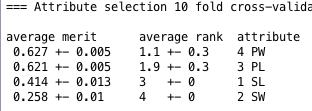 === Attribute selection 10 fold cross-valida
average merit average rank attribute
0.627 +- 0.005 1.1 +- 0.3 4 PW
0.621 +- 0.005 1.9 +- 0.3 3 PL
0.414 +- 0.013 3 +- 0 1 SL
0.258 +- 0.01 4 +- 0 2 SW